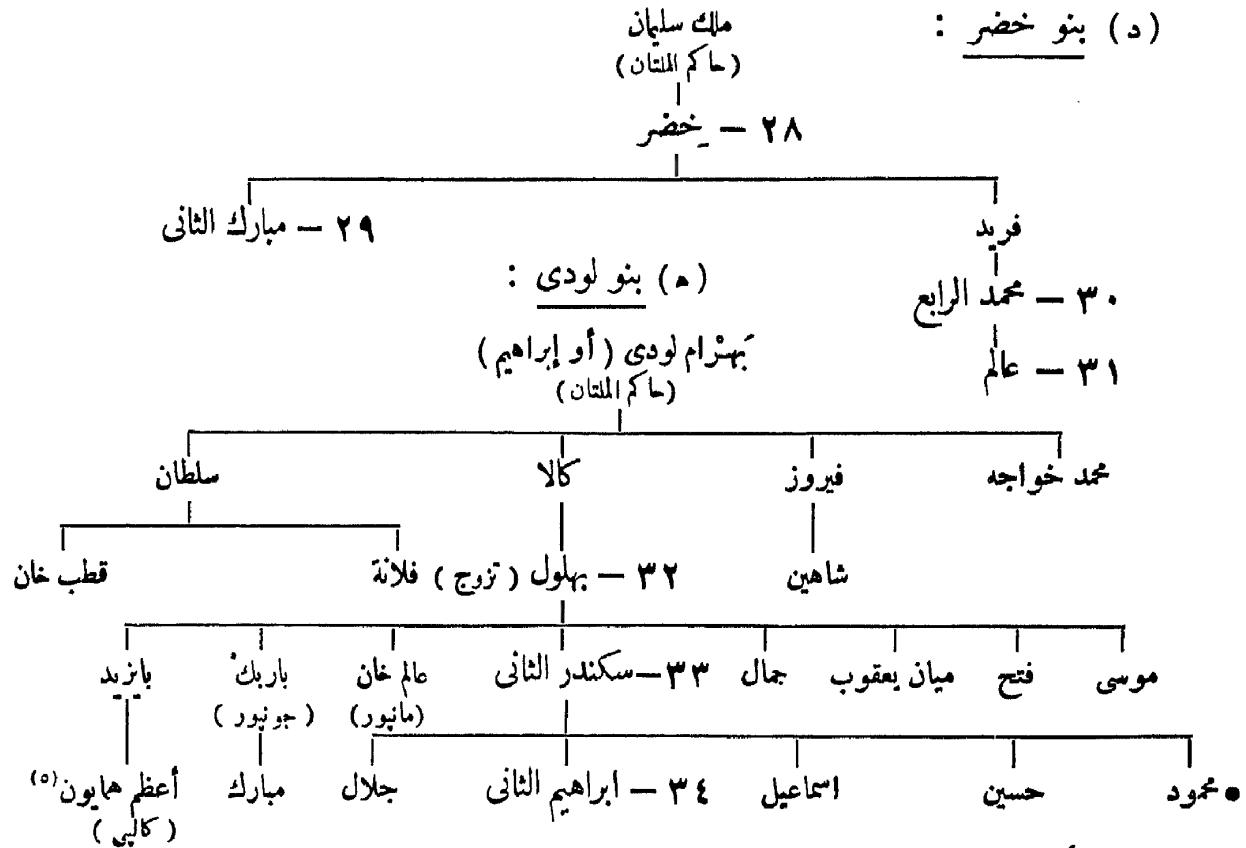 (د) بنو خضر :
ملك سليمان
(حاكم الملتان)
٢٨ – خِضر
فريد
٢٩ – مبارك الثانى
٣٠ – محمد الرابع
٣١ – عالم
(ه) بنو لودى :
بَهْرام لودى (أو إبراهيم)
(حاكم الملتان)
محمد خواجه
فيروز
كالا
سلطان
شاهين
٣٢ – بهلول (تزوج) فلانة
قطب خان
موسى
فتح
ميان يعقوب
جمال
٣٣– سكندر الثانى
عالم خان
(مانپور)
باربكْ
(جونپور)
بايزيد
• محمود
حسين
اسماعيل
٣٤ – ابراهيم الثانى
جلال
مبارك
أعظم همايون (٥)
(كالپى)